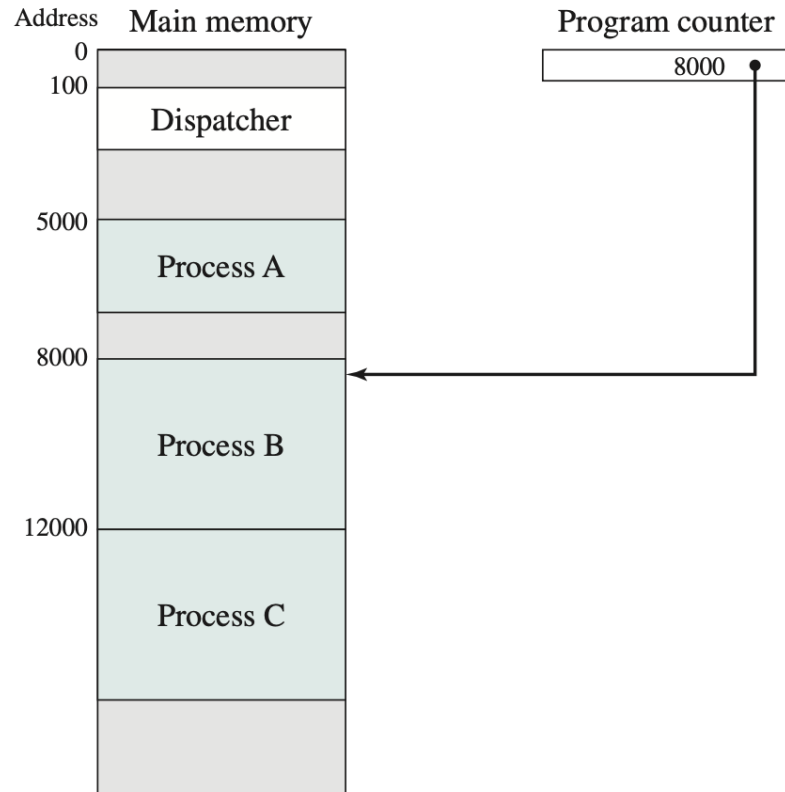 Address Main memory Program counter
0
8000
100
Dispatcher
5000
Process A
8000
Process B
12000
Process C